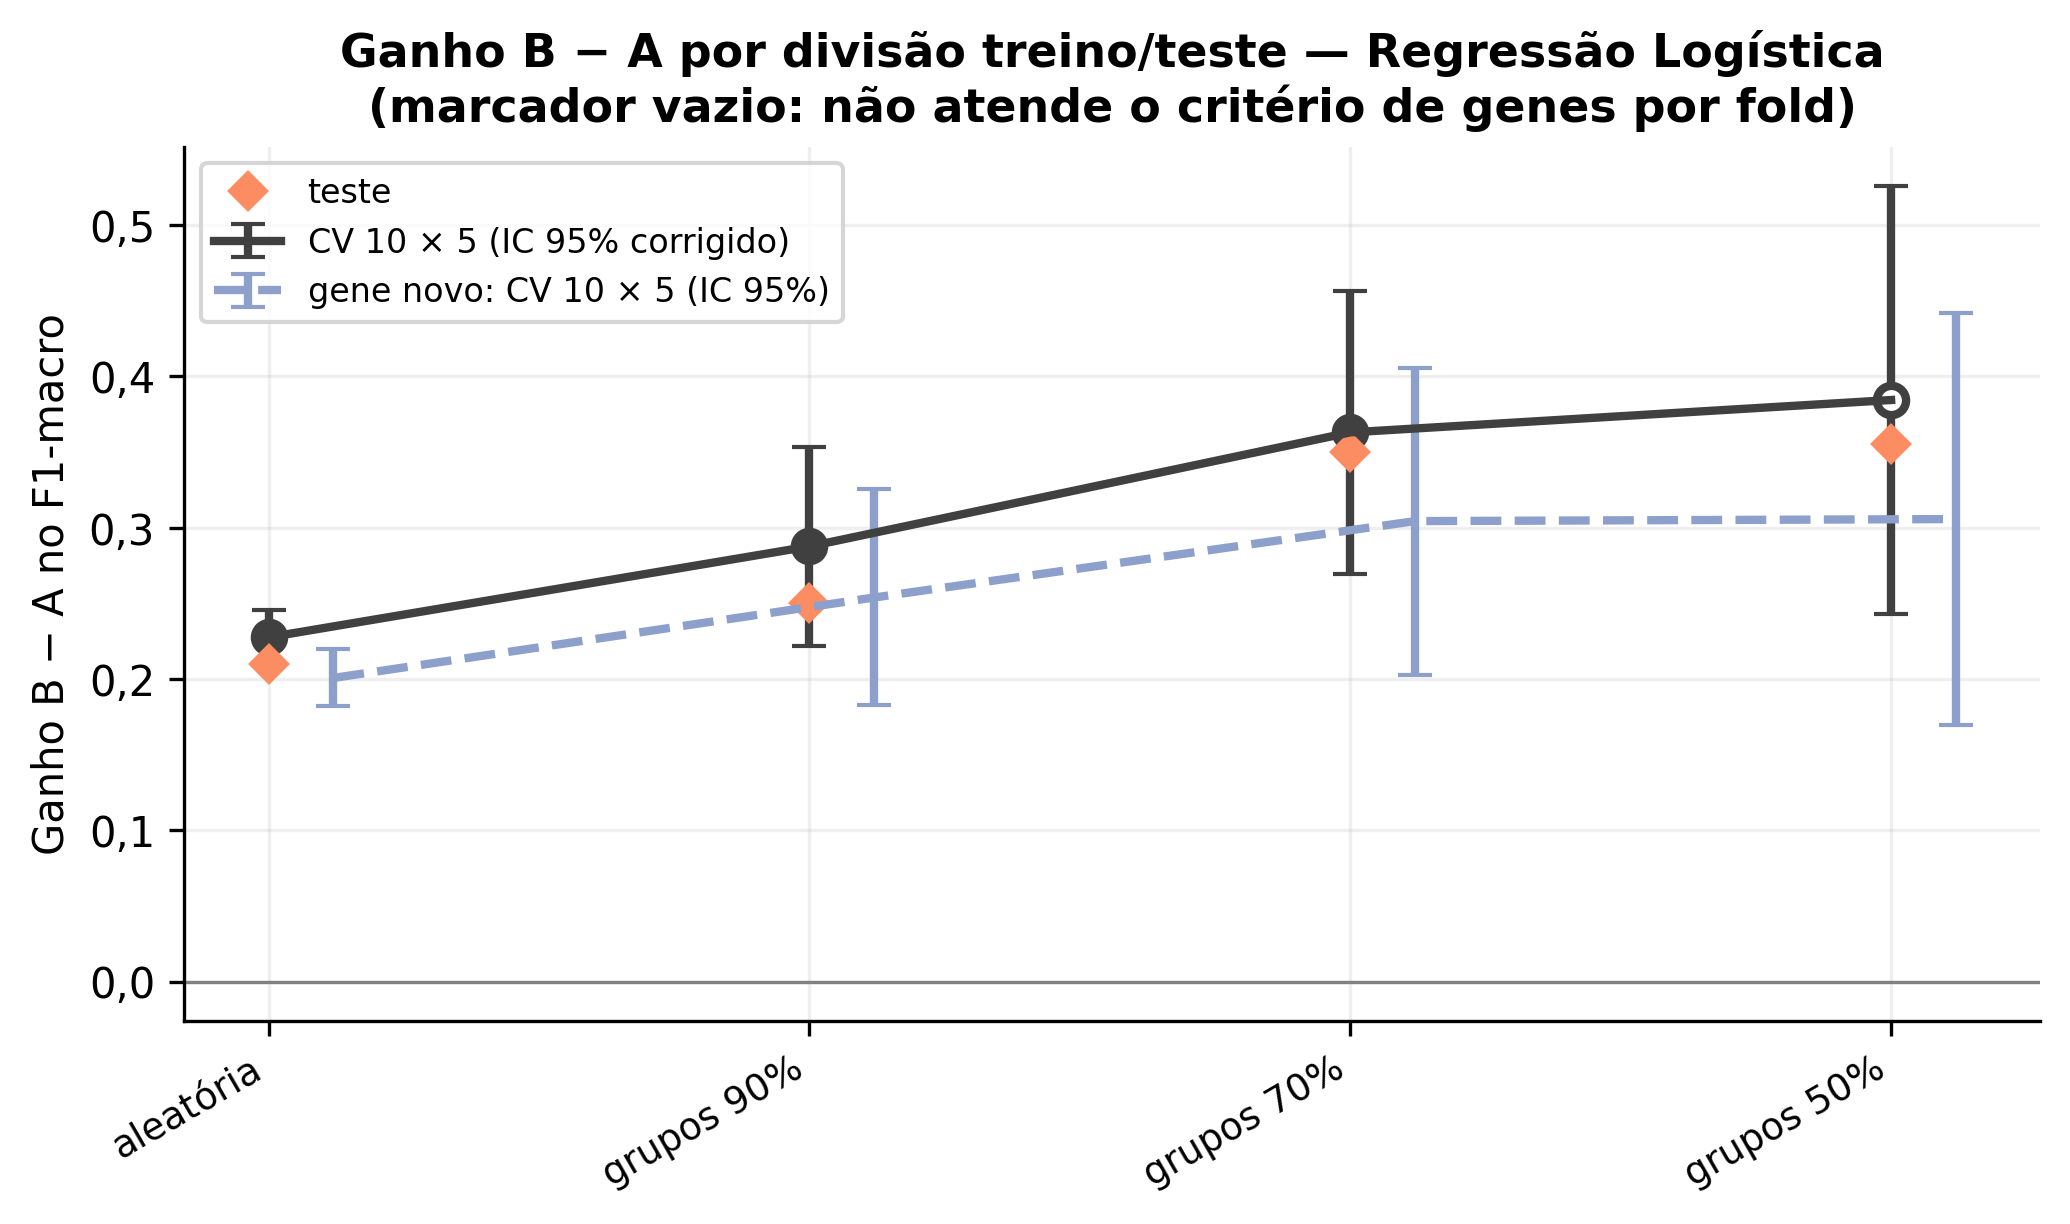 Ganho B − A por divisão treino/teste — Regressão Logística
(marcador vazio: não atende o critério de genes por fold)
teste
CV 10 × 5 (IC 95% corrigido)
gene novo: CV 10 × 5 (IC 95%)
Ganho B − A no F1-macro
0,5
0,4
0,3
0,2
0,1
0,0
aleatória
grupos 90%
grupos 70%
grupos 50%